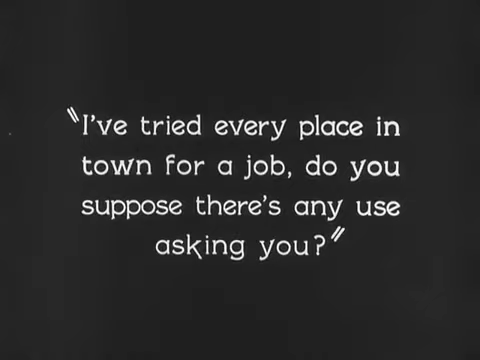 "I've tried every place in
town for a job, do you
suppose there's any use
asking you?"